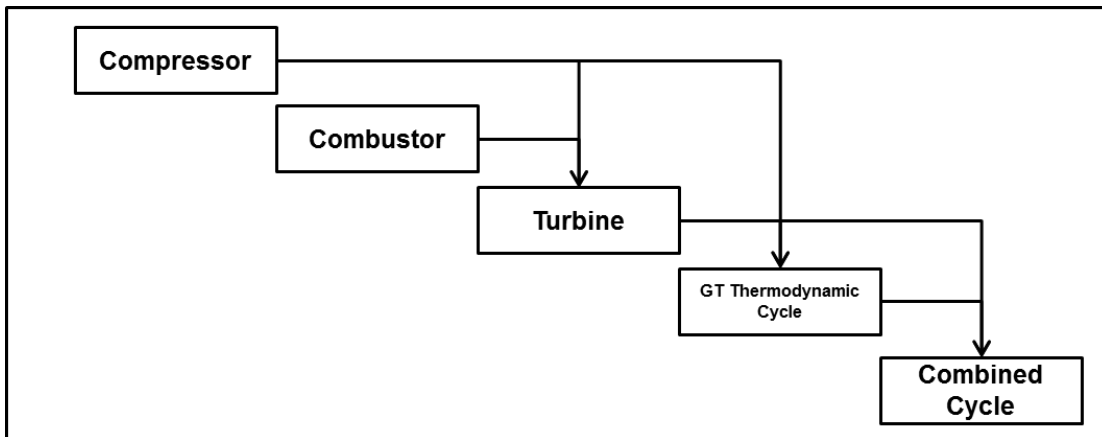 Compressor
Combustor
Turbine
GT Thermodynamic
Cycle
Combined
Cycle